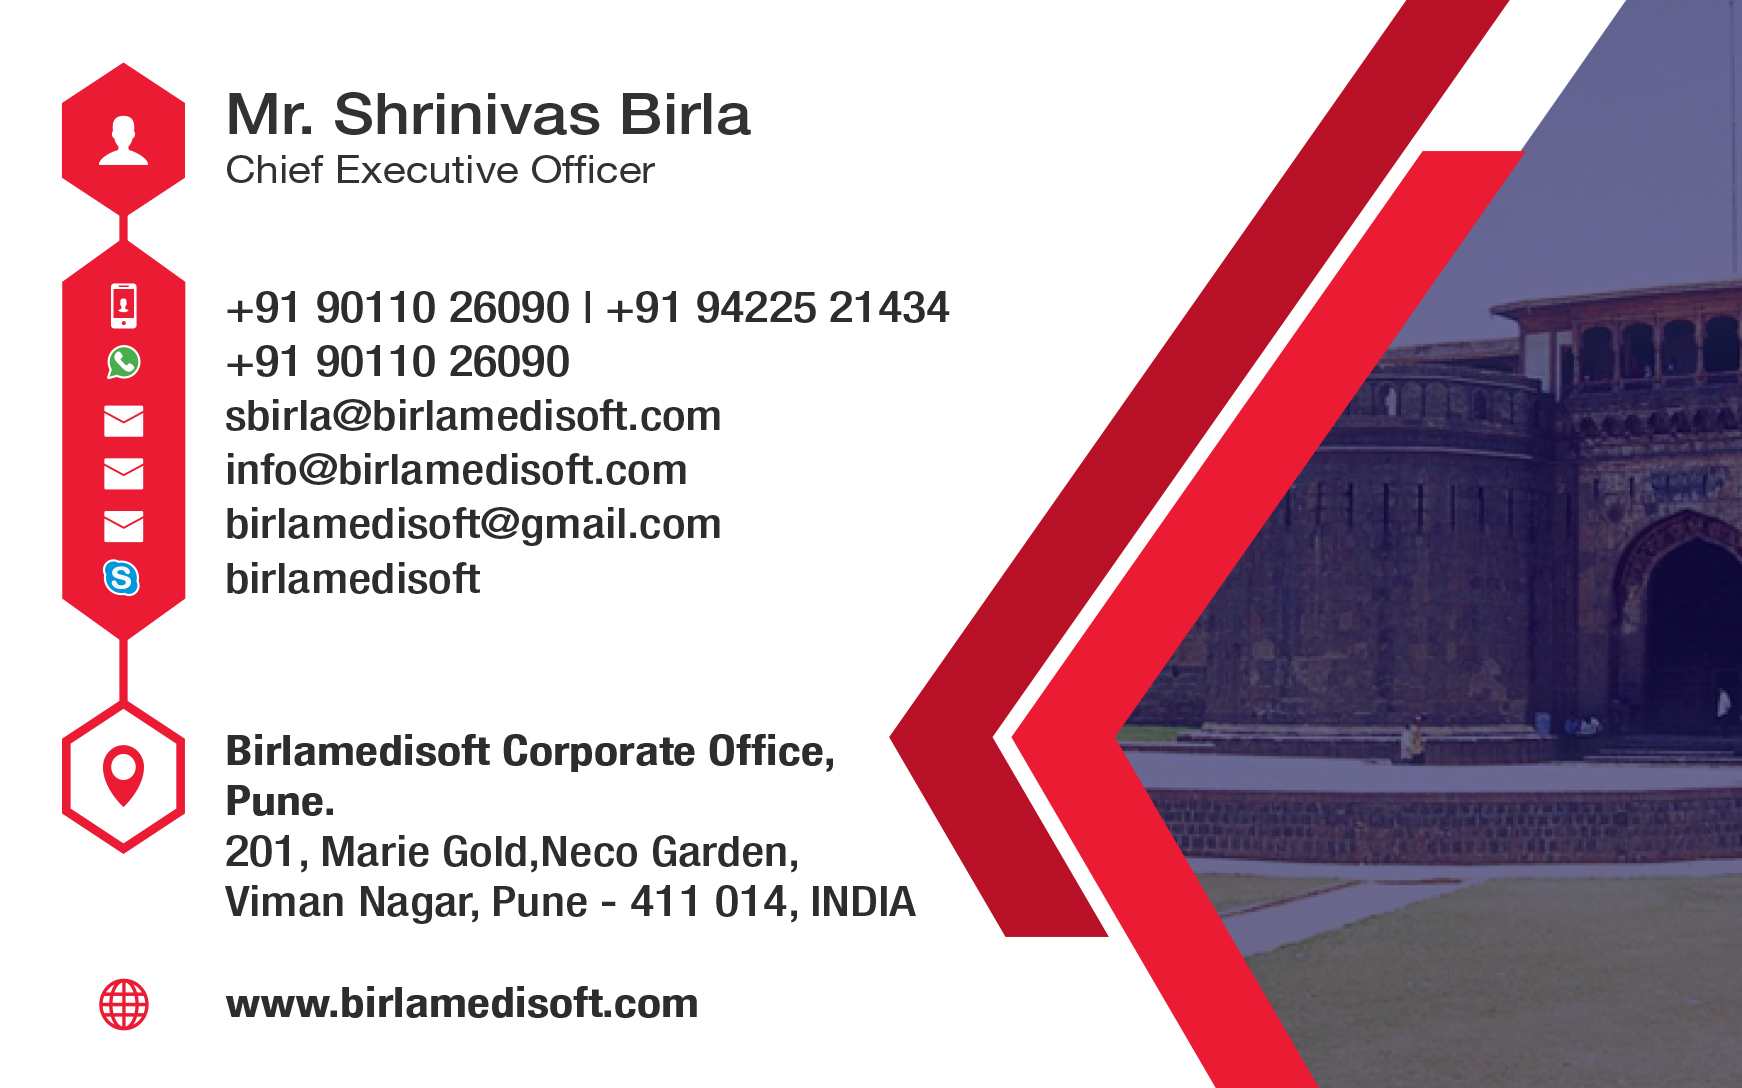 Mr. Shrinivas Birla
Chief Executive Officer
+91 90110 26090 | +91 94225 21434
+91 90110 26090
sbirla@birlamedisoft.com
info@birlamedisoft.com
birlamedisoft@gmail.com
birlamedisoft
Birlamedisoft Corporate Office,
Pune.
201, Marie Gold,Neco Garden,
Viman Nagar, Pune - 411 014, INDIA
www.birlamedisoft.com